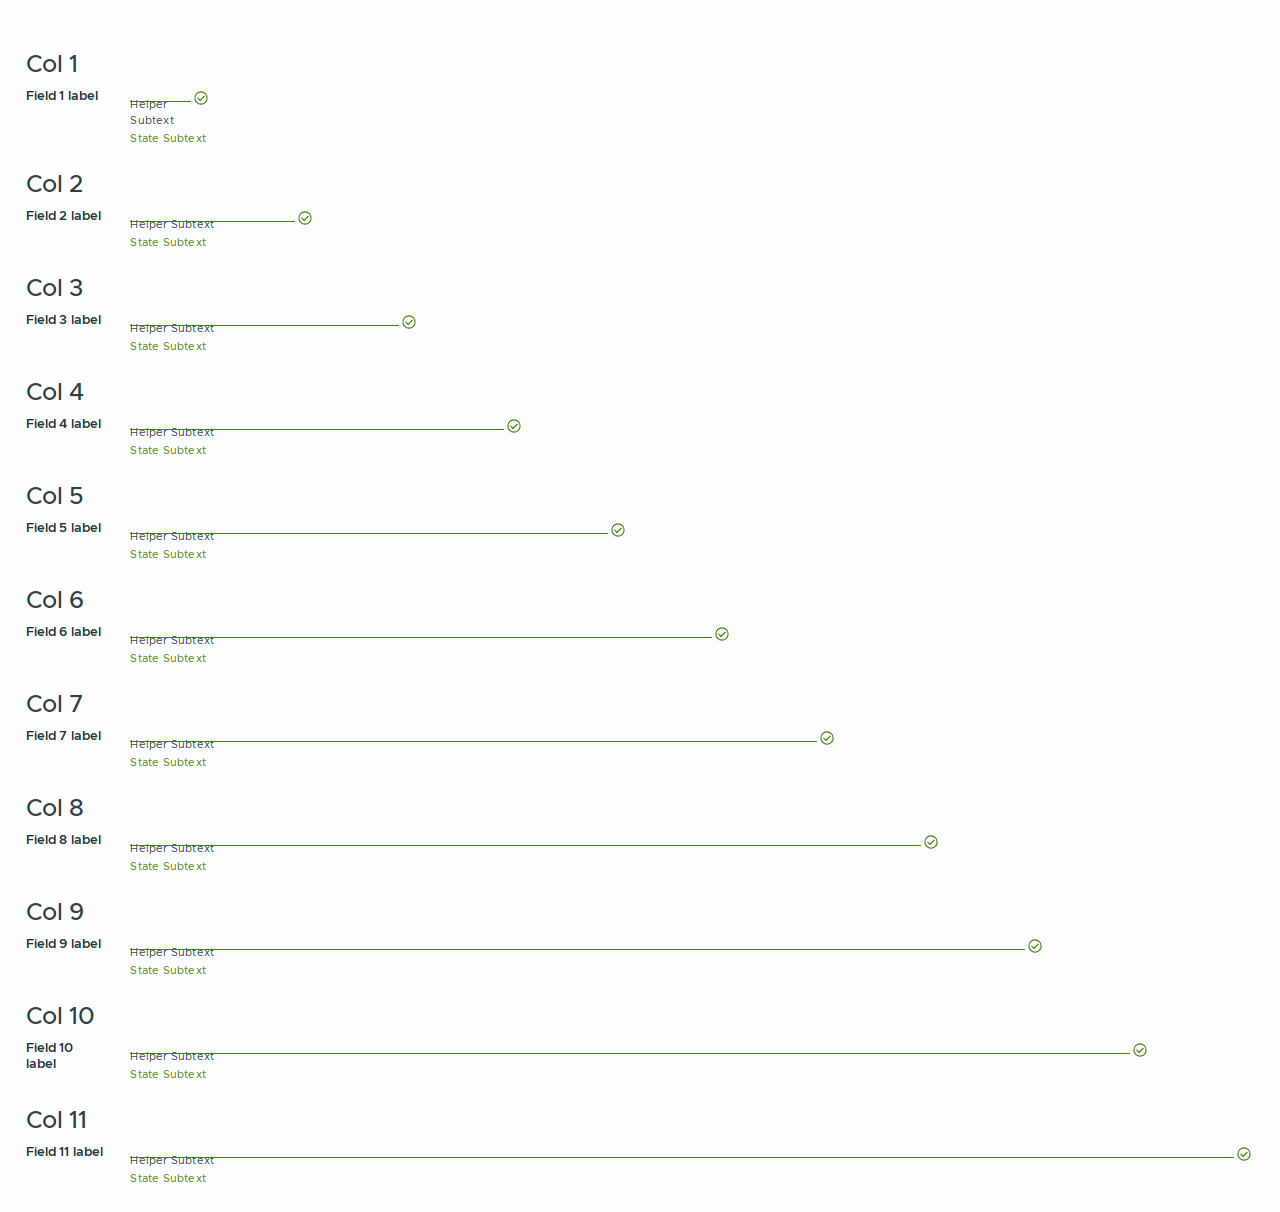 Col 1
Field 1 label
Helper
Subtext
State Subtext
Col 2
Field 2 label
Helper Subtext
State Subtext
Col 3
Field 3 label
Helper Subtext
State Subtext
Col 4
Field 4 label
Helper Subtext
State Subtext
Col 5
Field 5 label
Helper Subtext
State Subtext
Col 6
Field 6 label
Helper Subtext
State Subtext
Col 7
Field 7 label
Helper Subtext
State Subtext
Col 8
Field 8 label
Helper Subtext
State Subtext
Col 9
Field 9 label
Helper Subtext
State Subtext
Col 10
Field 10
label
Helper Subtext
State Subtext
Col 11
Field 11 label
Helper Subtext
State Subtext